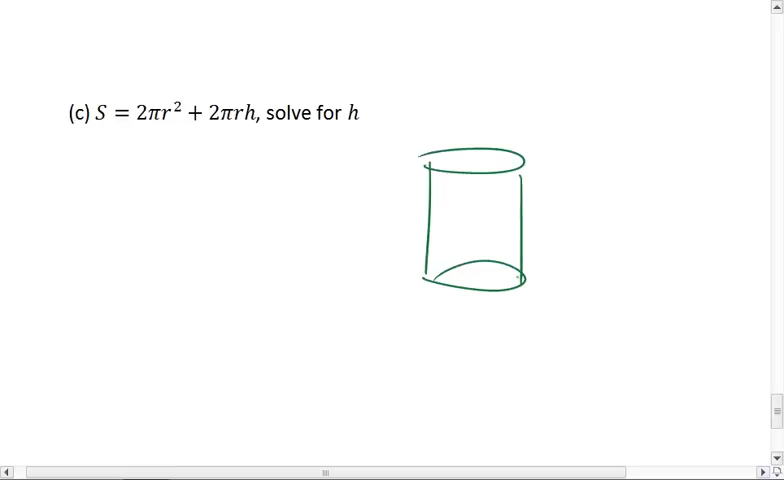 (c) 𝑆 = 2𝜋𝑟² + 2𝜋𝑟ℎ, solve for ℎ